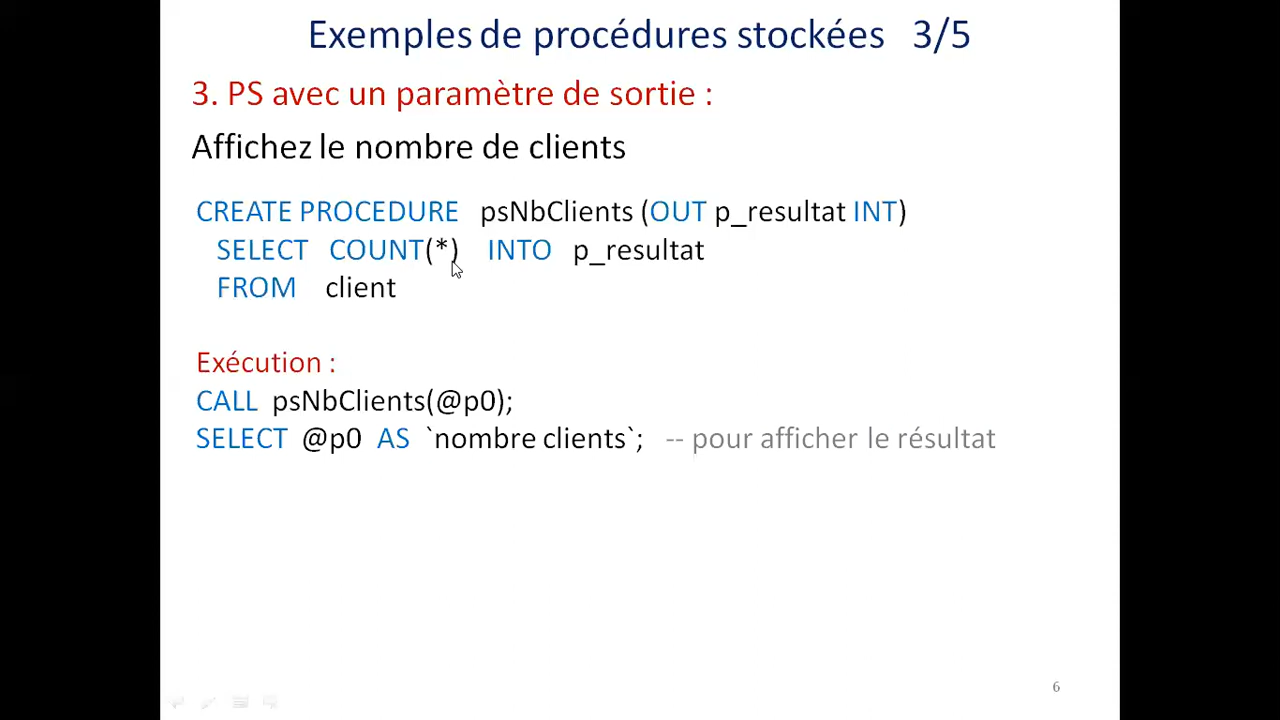 Exemples de procédures stockées 3/5
3. PS avec un paramètre de sortie :
Affichez le nombre de clients
CREATE PROCEDURE psNbClients (OUT p_resultat INT)
SELECT COUNT(*) INTO p_resultat
FROM client
Exécution :
CALL psNbClients(@p0);
SELECT @p0 AS `nombre clients`; -- pour afficher le résultat
6